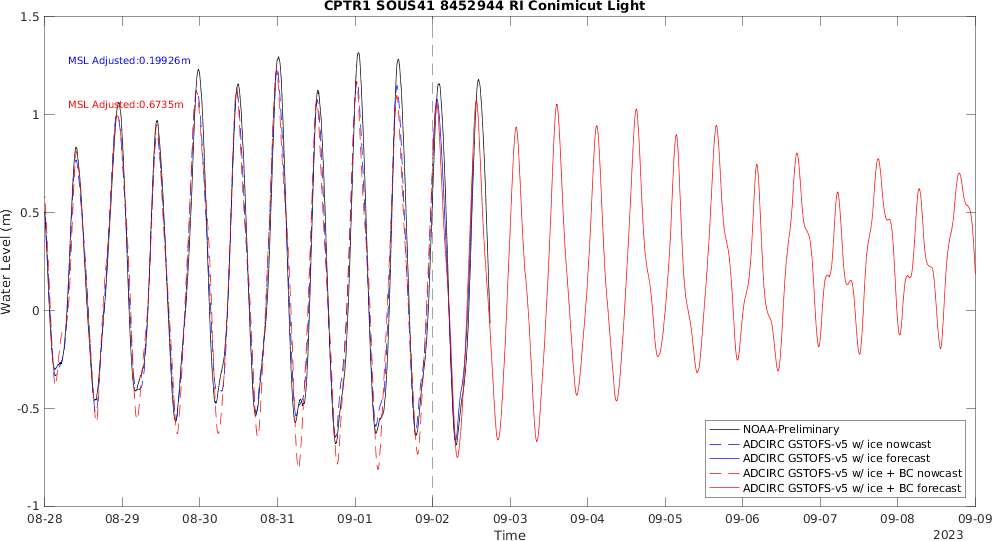 CPTR1 SOUS41 8452944 RI Conimicut Light
1.5
MSL Adjusted:0.19926m
MSL Adjusted:0.6735m
1
0.5
Water Level (m)
0
-0.5
-1
NOAA-Preliminary
ADCIRC GSTOFS-v5 w/ ice nowcast
ADCIRC GSTOFS-v5 w/ ice forecast
ADCIRC GSTOFS-v5 w/ ice + BC nowcast
ADCIRC GSTOFS-v5 w/ ice + BC forecast
08-28 08-29 08-30 08-31 09-01 09-02 09-03 09-04 09-05 09-06 09-07 09-08 09-09
Time
2023